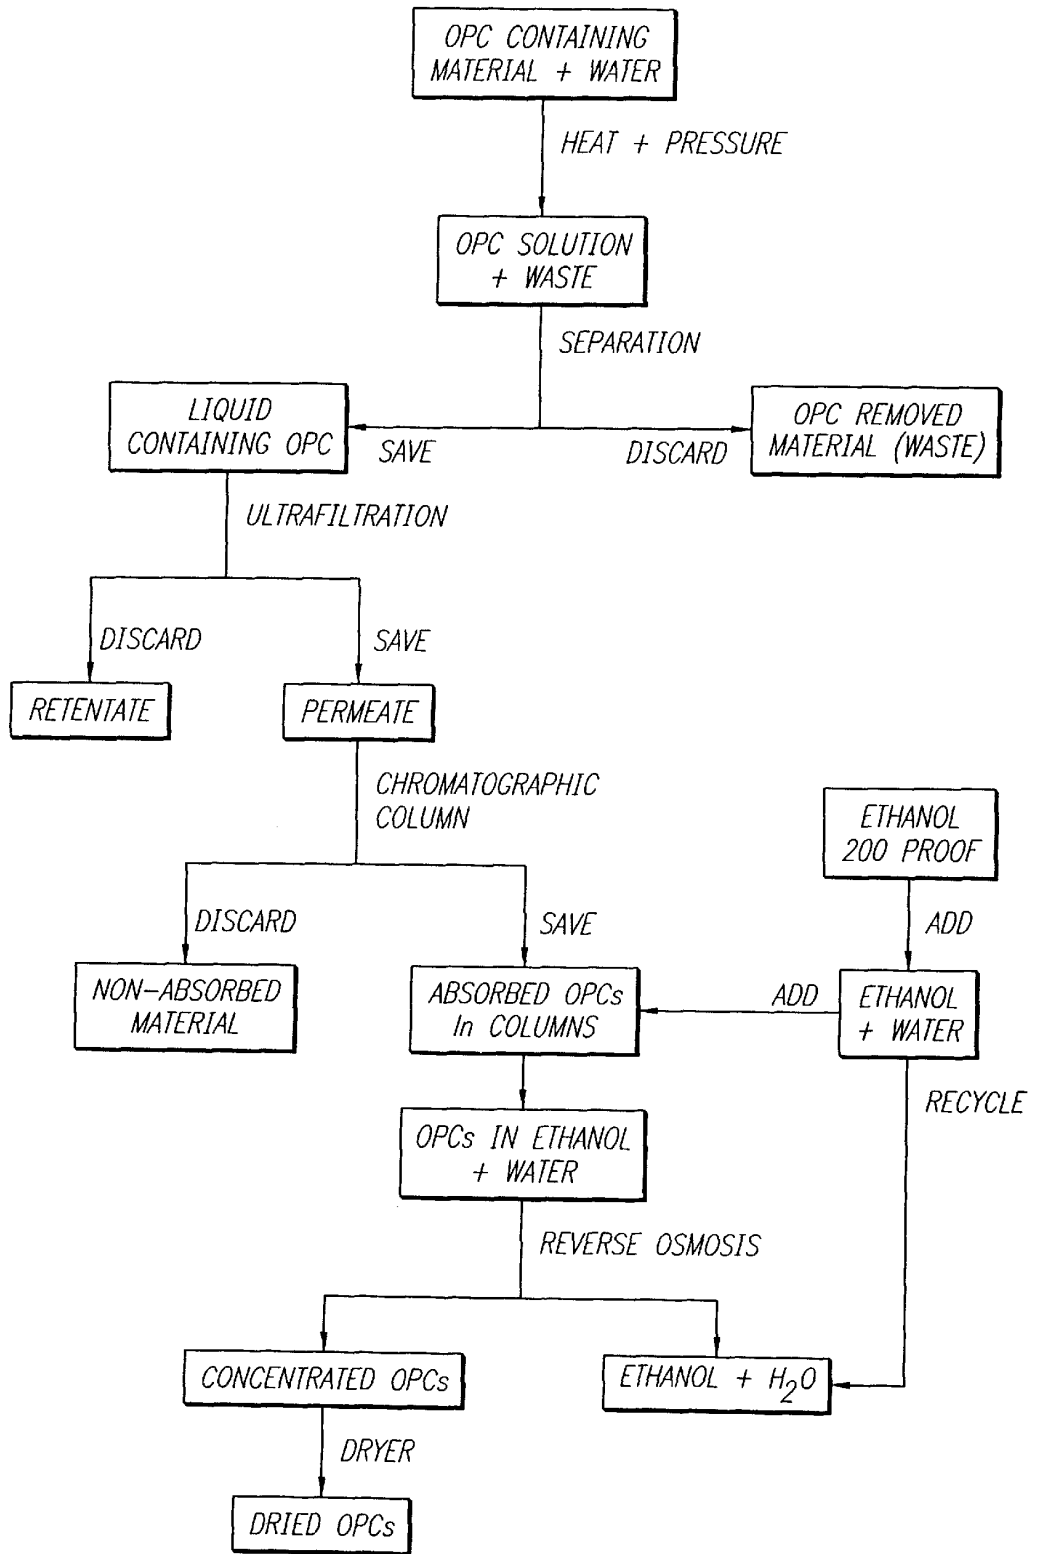 OPC CONTAINING
MATERIAL + WATER
HEAT + PRESSURE
OPC SOLUTION
+ WASTE
SEPARATION
LIQUID
CONTAINING OPC
SAVE
DISCARD
OPC REMOVED
MATERIAL (WASTE)
ULTRAFILTRATION
DISCARD
SAVE
RETENTATE
PERMEATE
CHROMATOGRAPHIC
COLUMN
ETHANOL
200 PROOF
DISCARD
SAVE
ADD
NON-ABSORBED
MATERIAL
ABSORBED OPCs
In COLUMNS
ADD
ETHANOL
+ WATER
RECYCLE
OPCs IN ETHANOL
+ WATER
REVERSE OSMOSIS
CONCENTRATED OPCs
ETHANOL + H2O
DRYER
DRIED OPCs